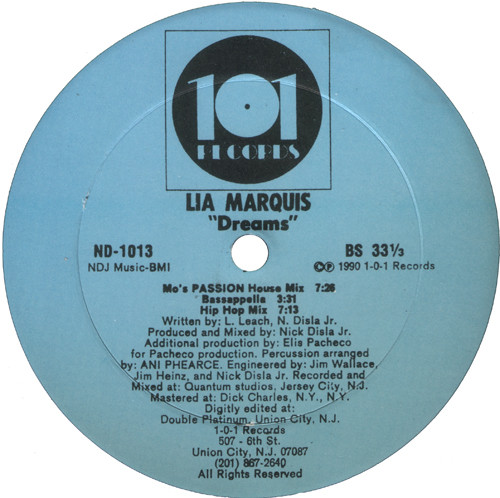 101
RECORDS
LIA MARQUIS
"Dreams"
ND-1013
NDJ Music-BMI
BS 33⅓
©℗ 1990 1-0-1 Records
Mo's PASSION House Mix 7:26
Bassappella 3:31
Hip Hop Mix 7:13
Written by: L. Leach, N. Disla Jr.
Produced and Mixed by: Nick Disla Jr.
Additional production by: Elis Pacheco
for Pacheco production. Percussion arranged
by: ANI PHEARCE. Engineered by: Jim Wallace,
Jim Heinz, and Nick Disla Jr. Recorded and
Mixed at: Quantum studios, Jersey City, N.J.
Mastered at: Dick Charles, N.Y., N.Y.
Digitly edited at:
Double Platinum, Union City, N.J.
1-0-1 Records
507 - 6th St.
Union City, N.J. 07087
(201) 867-2640
All Rights Reserved